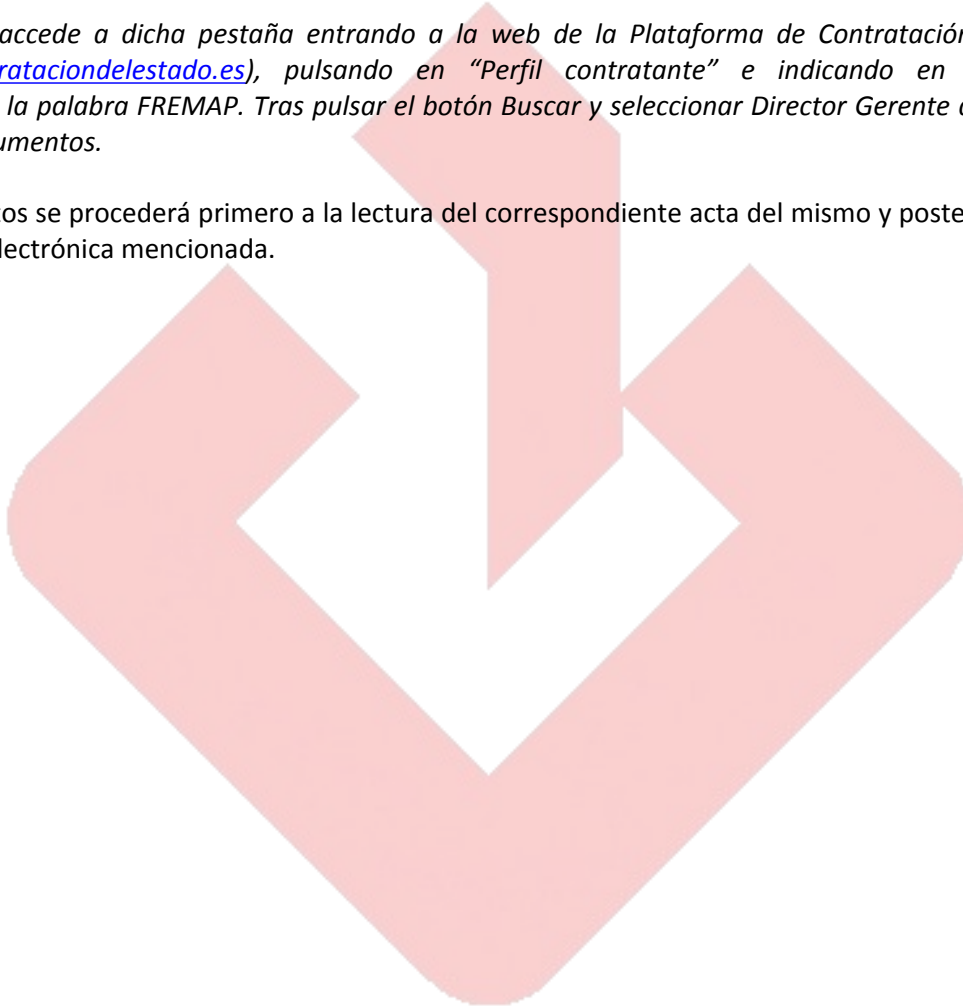 accede a dicha pestaña entrando a la web de la Plataforma de Contratación
rataciondelestado.es), pulsando en “Perfil contratante” e indicando en
la palabra FREMAP. Tras pulsar el botón Buscar y seleccionar Director Gerente
umentos.
tos se procederá primero a la lectura del correspondiente acta del mismo y poste
lectrónica mencionada.